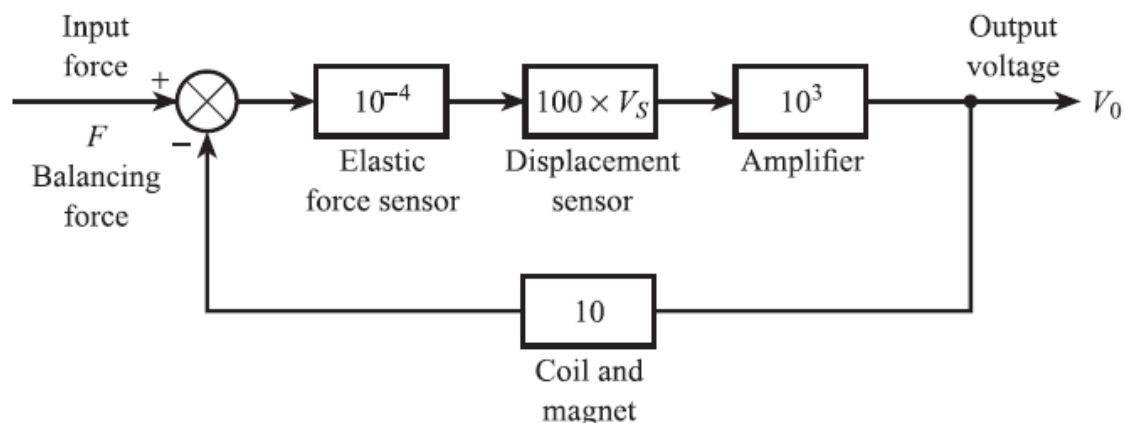 Input
force
+
F
−
Balancing
force
10⁻⁴
Elastic
force sensor
100 × V_S
Displacement
sensor
10³
Amplifier
Output
voltage
V₀
10
Coil and
magnet